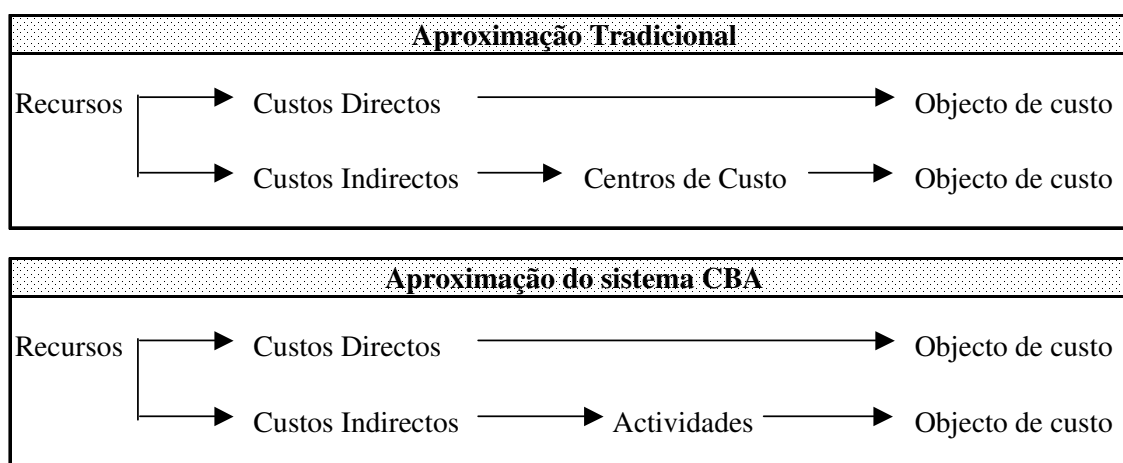 Aproximação Tradicional
Recursos Custos Directos Objecto de custo
Custos Indirectos Centros de Custo Objecto de custo
Aproximação do sistema CBA
Recursos Custos Directos Objecto de custo
Custos Indirectos Actividades Objecto de custo